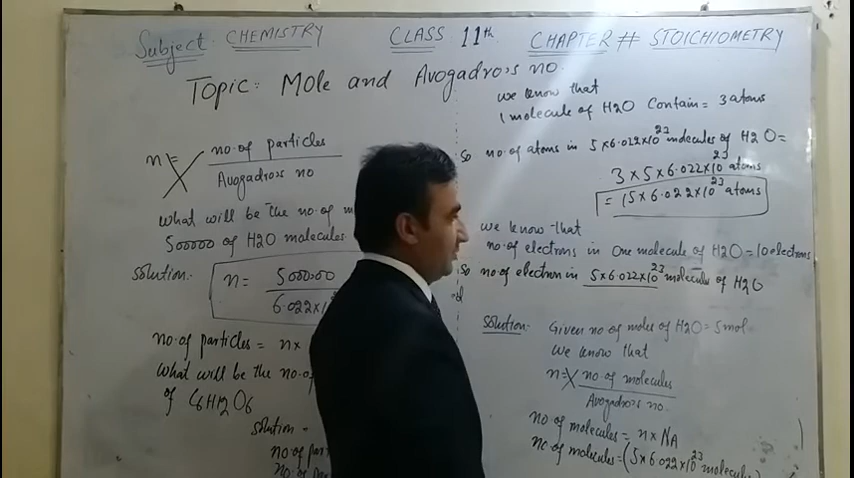 Subject: CHEMISTRY CLASS 11th CHAPTER # STOICHIOMETRY
Topic: Mole and Avogadro's no.
n = no. of particles
Avogadro's no
What will be the no. of
500000 of H2O molecules.
Solution:
n = 500000
6.022x10
no. of particles = n x
What will be the no. of
of C6H12O6
solution -
no. of par
no. of
we know that
1 molecule of H2O Contain = 3 atoms
So no. of atoms in 5x6.022x10^23 molecules of H2O =
3 x 5 x 6.022x10^23 atoms
= 15 x 6.022x10^23 atoms
we know that
no. of electrons in One molecule of H2O = 10 electrons
So no. of electron in 5x6.022x10^23 molecules of H2O
Solution: Given no of moles of H2O = 5 mol
We know that
n = no. of molecules
Avogadro's no.
no of molecules = n x NA
no of molecules = (5x6.022x10^23 molecules)